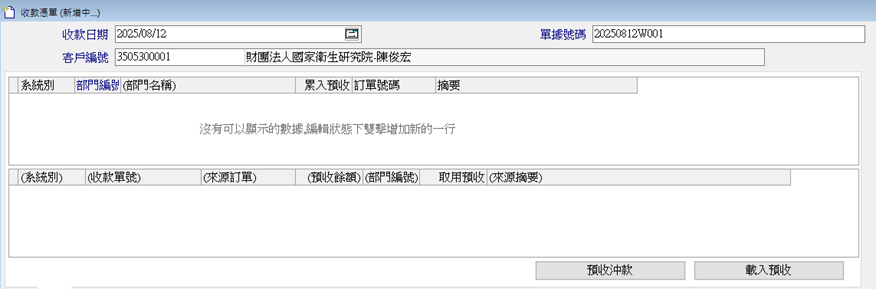 收款憑單 (新增中...)
收款日期 2025/08/12 單據號碼 20250812W001
客戶編號 3505300001 財團法人國家衛生研究院-陳俊宏
系統別 部門編號 (部門名稱) 累入預收 訂單號碼 摘要
沒有可以顯示的數據,編輯狀態下雙擊增加新的一行
(系統別) (收款單號) (來源訂單) (預收餘額) (部門編號) 取用預收 (來源摘要)
預收沖款 載入預收